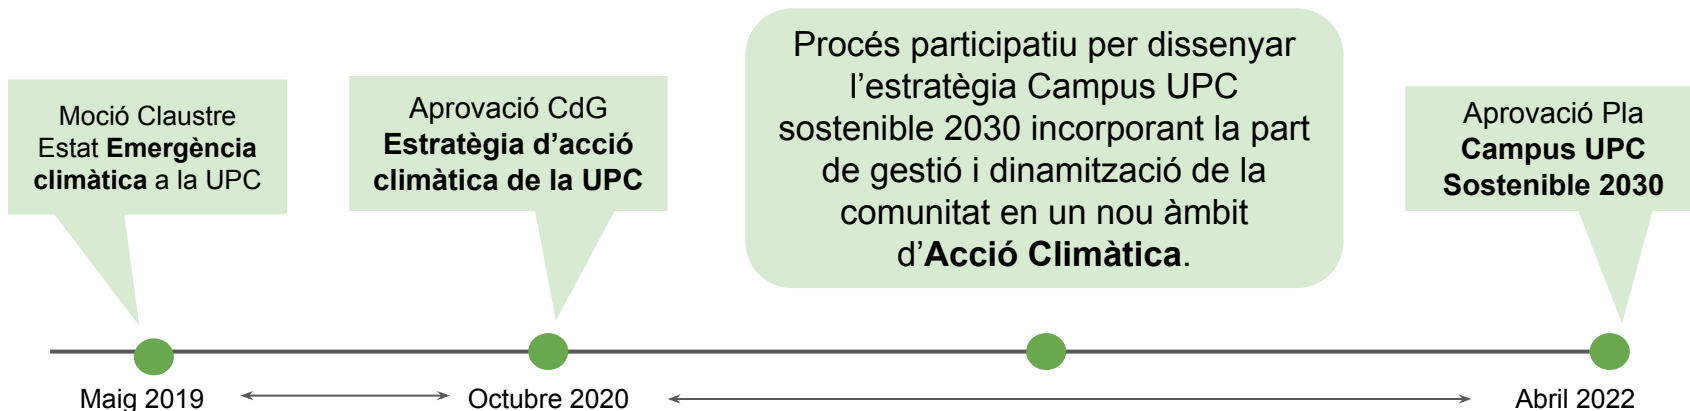 Moció Claustre
Estat Emergència
climàtica a la UPC
Aprovació CdG
Estratègia d’acció
climàtica de la UPC
Procés participatiu per dissenyar
l’estratègia Campus UPC
sostenible 2030 incorporant la part
de gestió i dinamització de la
comunitat en un nou àmbit
d’Acció Climàtica.
Aprovació Pla
Campus UPC
Sostenible 2030
Maig 2019
Octubre 2020
Abril 2022